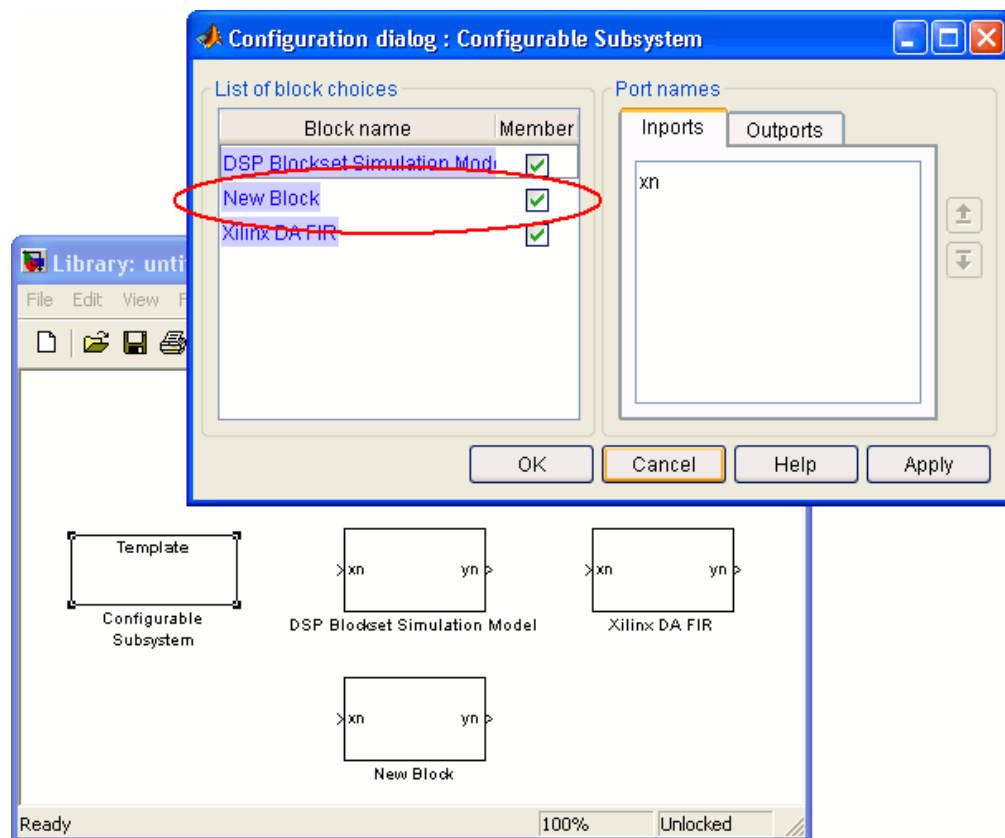 Configuration dialog : Configurable Subsystem
List of block choices
Block name Member
DSP Blockset Simulation Mod
New Block
Xilinx DA FIR
Port names
Inports Outports
xn
OK Cancel Help Apply
Library: unti
File Edit View F
Template
Configurable
Subsystem
xn yn
DSP Blockset Simulation Model
xn yn
Xilinx DA FIR
xn yn
New Block
Ready 100% Unlocked